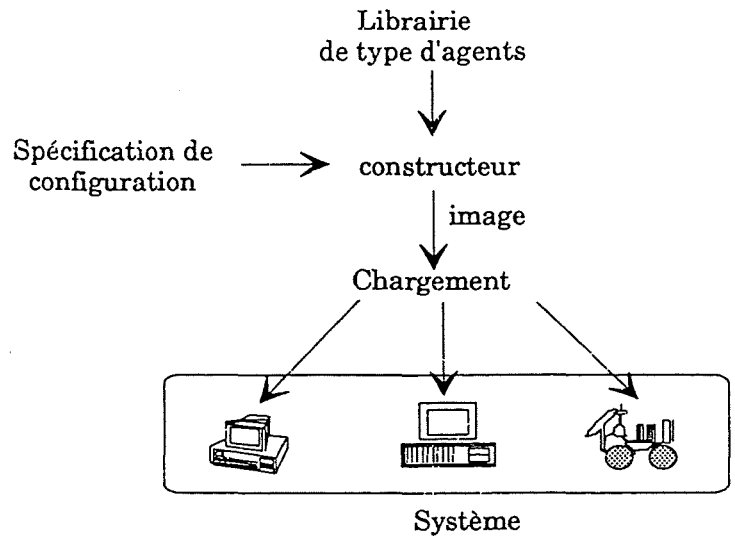 Librairie
de type d'agents
Spécification de
configuration
constructeur
image
Chargement
Système